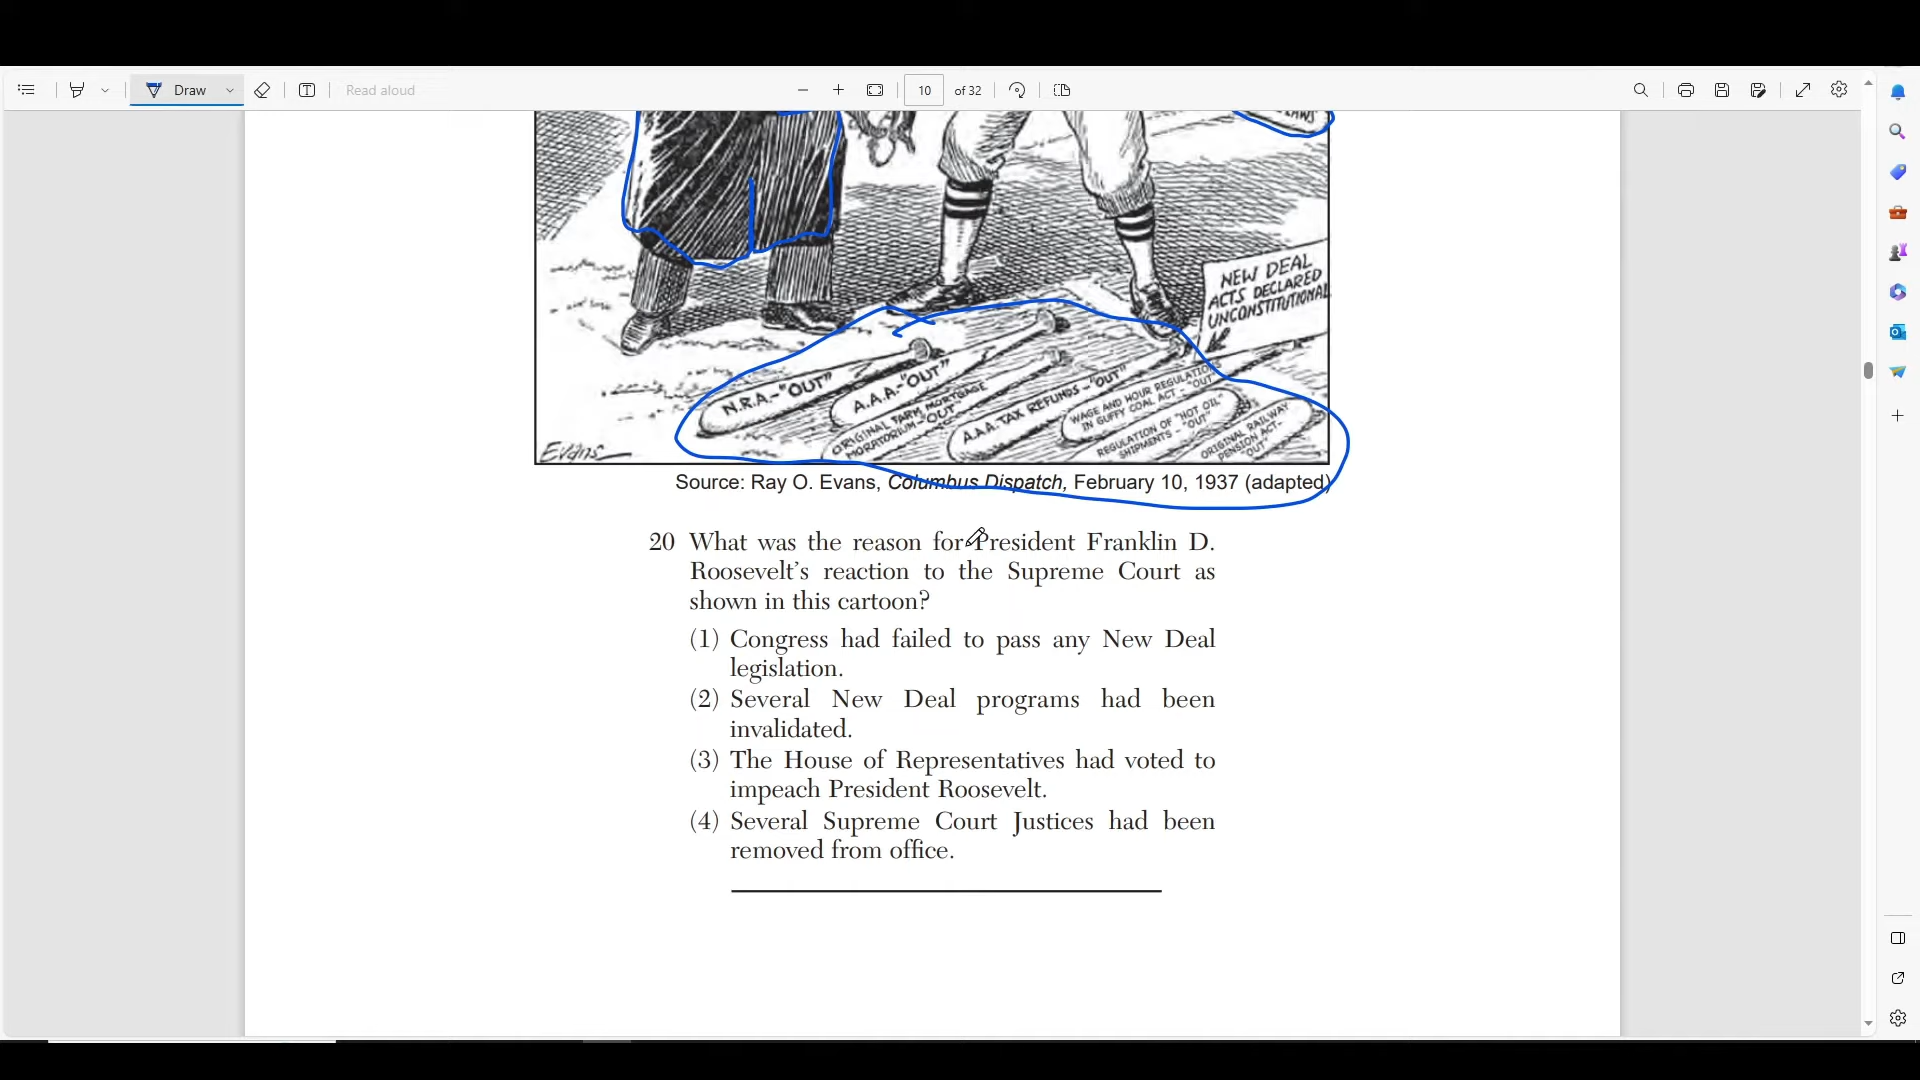 Draw
Read aloud
10 of 32
NEW DEAL
ACTS DECLARED
UNCONSTITUTIONAL
N.R.A.-"OUT"
A.A.A.-"OUT"
ORIGINAL FARM MORTGAGE
MORATORIUM-"OUT"
A.A.A. TAX REFUNDS-"OUT"
WAGE AND HOUR REGULATION
IN GUFFY COAL ACT - "OUT"
REGULATION OF "HOT OIL"
SHIPMENTS - "OUT"
ORIGINAL RAILWAY
PENSION ACT-
"OUT"
Evans
Source: Ray O. Evans, Columbus Dispatch, February 10, 1937 (adapted)
20 What was the reason for President Franklin D.
Roosevelt's reaction to the Supreme Court as
shown in this cartoon?
(1) Congress had failed to pass any New Deal
legislation.
(2) Several New Deal programs had been
invalidated.
(3) The House of Representatives had voted to
impeach President Roosevelt.
(4) Several Supreme Court Justices had been
removed from office.